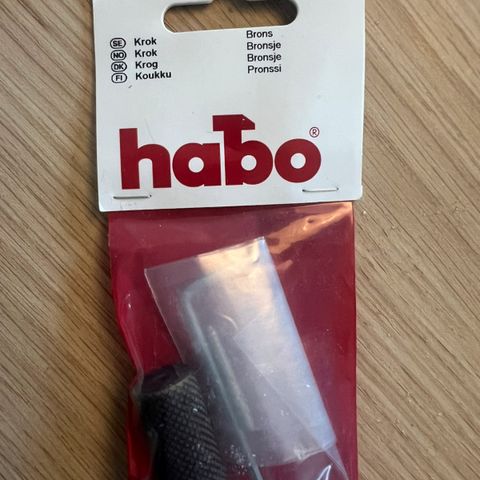 SE Krok Brons
NO Krok Bronsje
DK Krog Bronsje
FI Koukku Pronssi
habo®